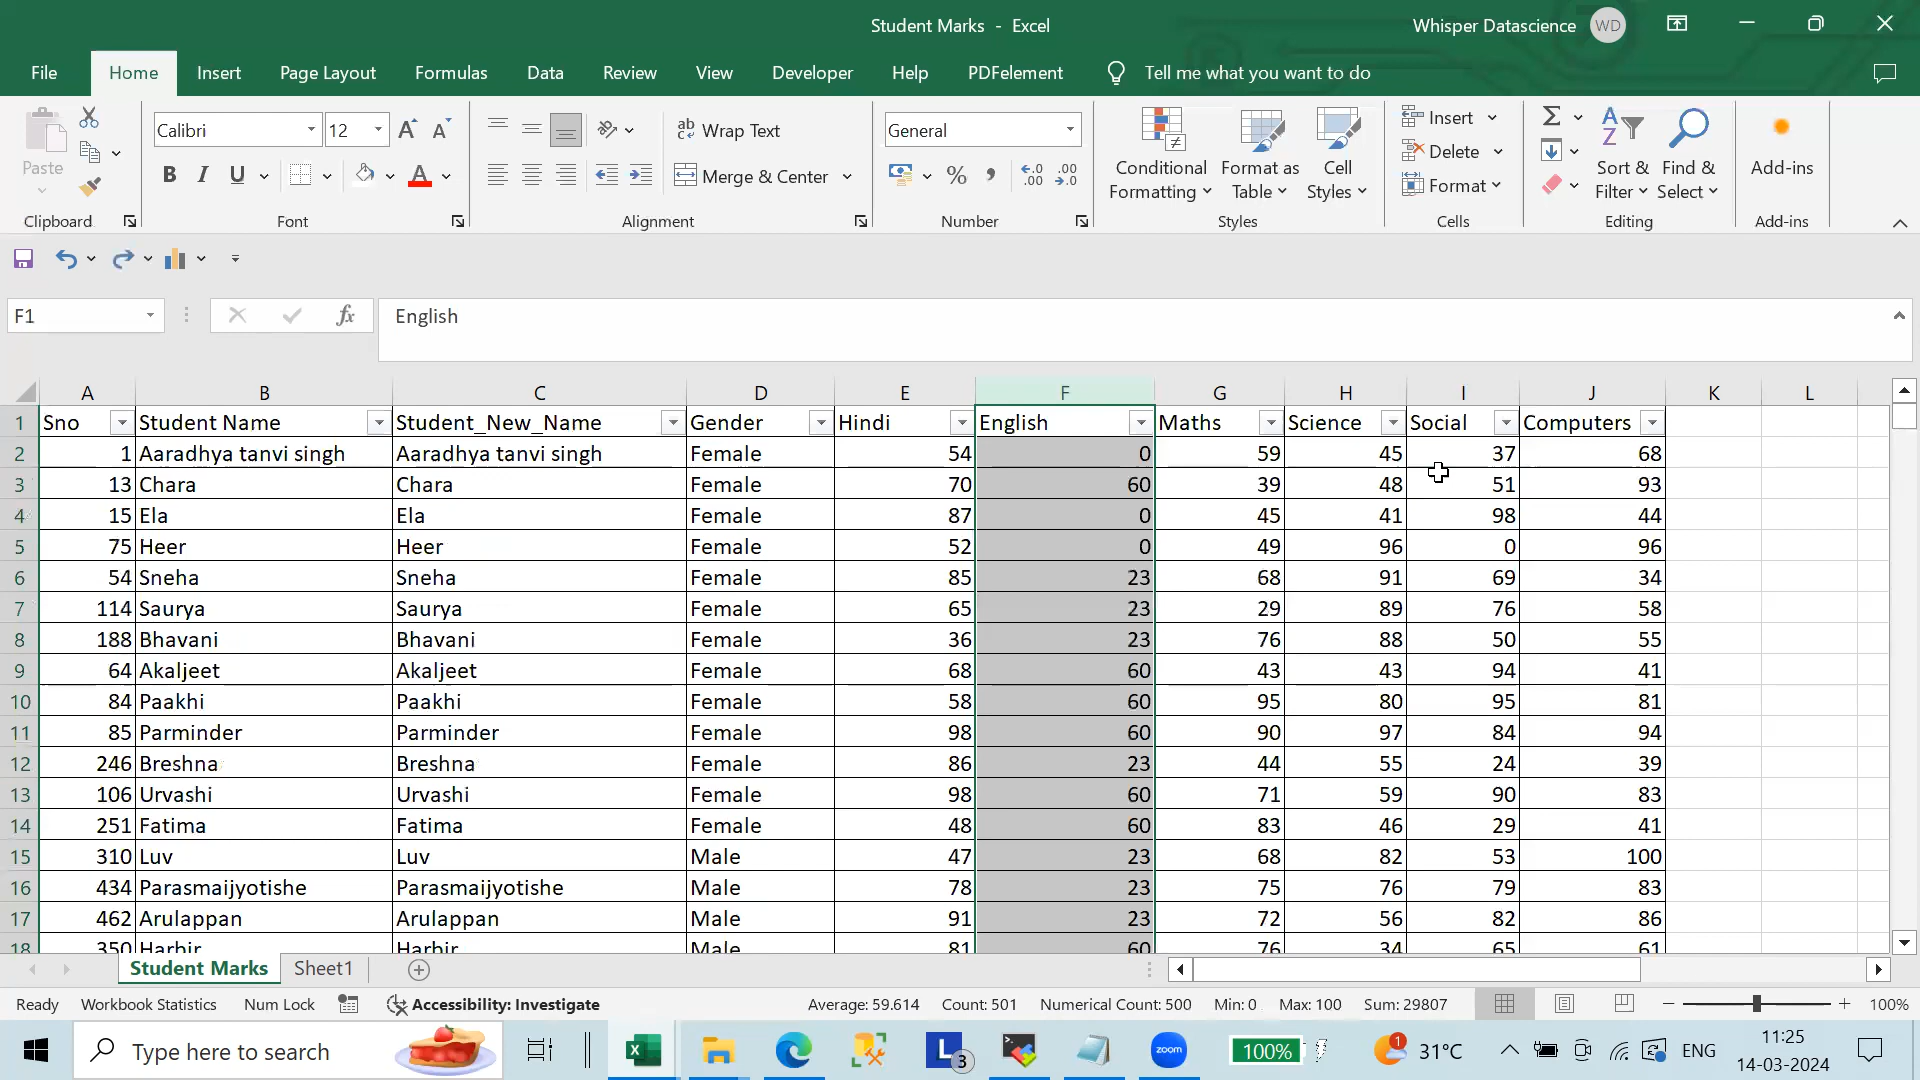 Student Marks - Excel
Whisper Datascience WD
File Home Insert Page Layout Formulas Data Review View Developer Help PDFelement Tell me what you want to do
Paste
Clipboard
Calibri 12
B I U
Font
Wrap Text
Merge & Center
Alignment
General
Number
Conditional Formatting
Format as Table
Cell Styles
Styles
Insert
Delete
Format
Cells
Sort & Filter
Find & Select
Editing
Add-ins
Add-ins
F1 fx English
A B C D E F G H I J K L
1 Sno Student Name Student_New_Name Gender Hindi English Maths Science Social Computers
2 1 Aaradhya tanvi singh Aaradhya tanvi singh Female 54 0 59 45 37 68
3 13 Chara Chara Female 70 60 39 48 51 93
4 15 Ela Ela Female 87 0 45 41 98 44
5 75 Heer Heer Female 52 0 49 96 0 96
6 54 Sneha Sneha Female 85 23 68 91 69 34
7 114 Saurya Saurya Female 65 23 29 89 76 58
8 188 Bhavani Bhavani Female 36 23 76 88 50 55
9 64 Akaljeet Akaljeet Female 68 60 43 43 94 41
10 84 Paakhi Paakhi Female 58 60 95 80 95 81
11 85 Parminder Parminder Female 98 60 90 97 84 94
12 246 Breshna Breshna Female 86 23 44 55 24 39
13 106 Urvashi Urvashi Female 98 60 71 59 90 83
14 251 Fatima Fatima Female 48 60 83 46 29 41
15 310 Luv Luv Male 47 23 68 82 53 100
16 434 Parasmaijyotishe Parasmaijyotishe Male 78 23 75 76 79 83
17 462 Arulappan Arulappan Male 91 23 72 56 82 86
18 350 Harbir Harbir Male 81 60 76 34 65 61
Student Marks Sheet1
Ready Workbook Statistics Num Lock Accessibility: Investigate Average: 59.614 Count: 501 Numerical Count: 500 Min: 0 Max: 100 Sum: 29807 100%
Type here to search L 3 zoom 100% 1 31°C ENG 11:25
14-03-2024